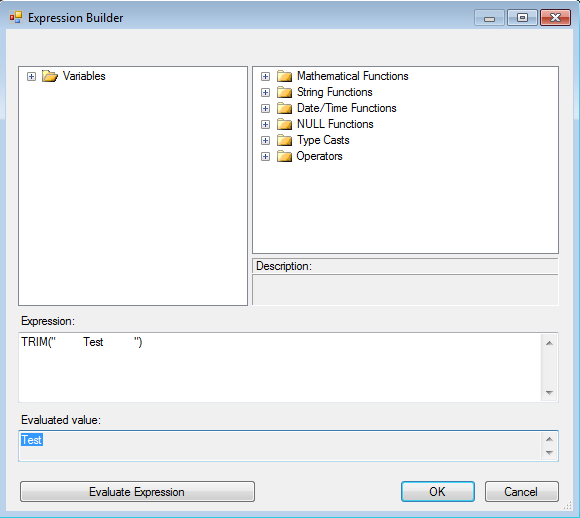 Expression Builder
Variables
Mathematical Functions
String Functions
Date/Time Functions
NULL Functions
Type Casts
Operators
Description:
Expression:
TRIM("         Test         ")
Evaluated value:
Test
Evaluate Expression
OK
Cancel